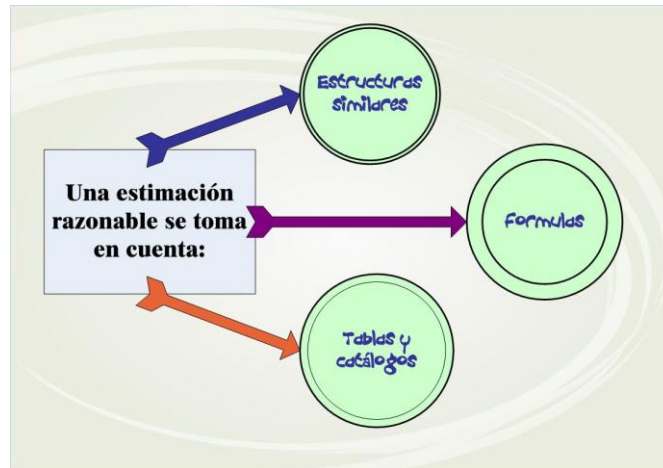 Una estimación
razonable se toma
en cuenta:
Estructuras
similares
Formulas
Tablas y
catálogos